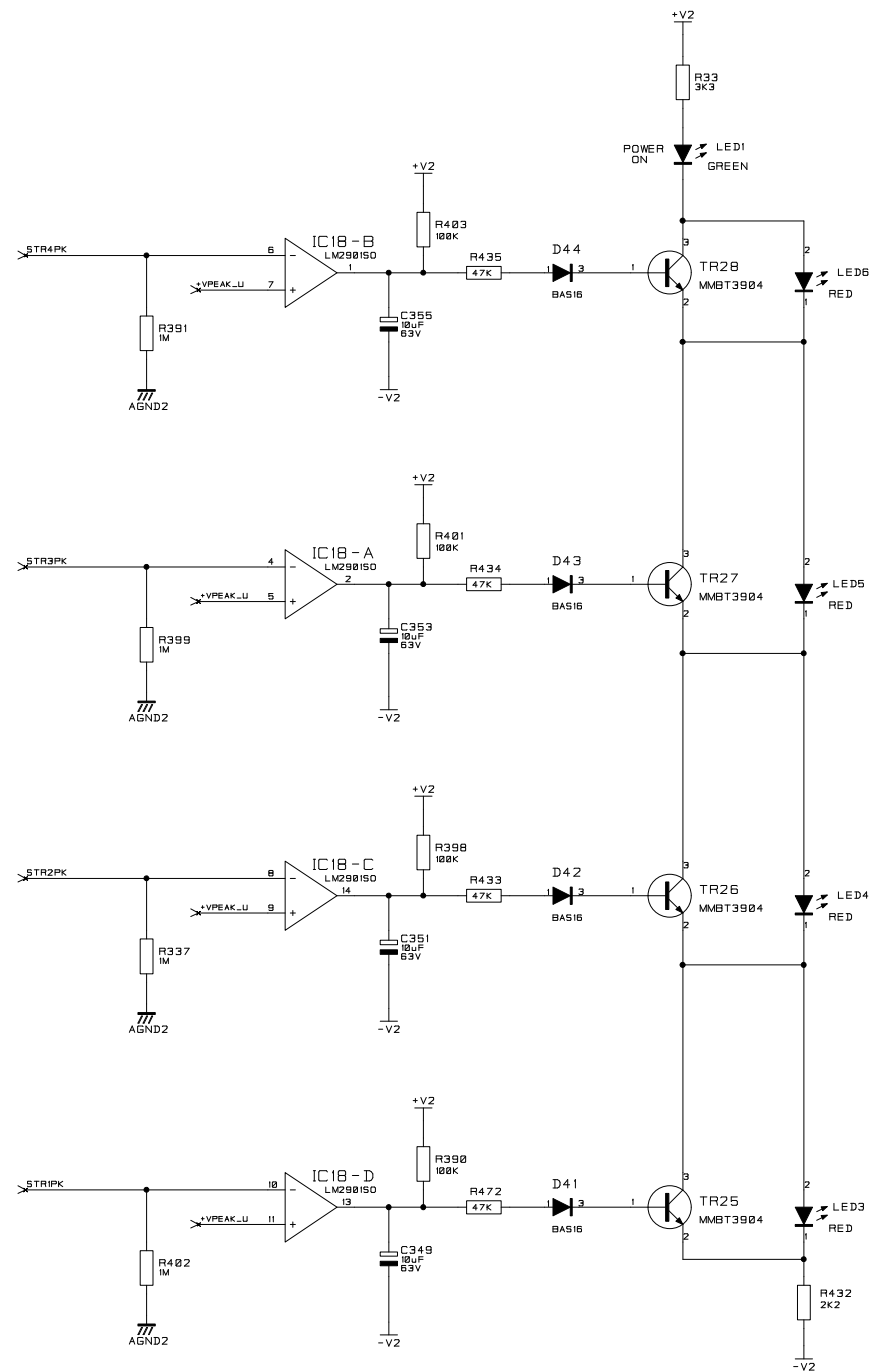 +V2
R33
3K3
POWER
ON
LED1
GREEN
+V2
R403
100K
STR4PK
6
IC18-B
LM2901SO
1
+VPEAK_U
7
R435
47K
D44
1
3
BAS16
1
3
TR28
MMBT3904
2
2
LED6
RED
1
R391
1M
AGND2
C355
10uF
63V
-V2
+V2
R401
100K
STR3PK
4
IC18-A
LM2901SO
2
+VPEAK_U
5
R434
47K
D43
1
3
BAS16
1
3
TR27
MMBT3904
2
2
LED5
RED
1
R399
1M
AGND2
C353
10uF
63V
-V2
+V2
R398
100K
STR2PK
8
IC18-C
LM2901SO
14
+VPEAK_U
9
R433
47K
D42
1
3
BAS16
1
3
TR26
MMBT3904
2
2
LED4
RED
1
R337
1M
AGND2
C351
10uF
63V
-V2
+V2
R390
100K
STR1PK
10
IC18-D
LM2901SO
13
+VPEAK_U
11
R472
47K
D41
1
3
BAS16
1
3
TR25
MMBT3904
2
2
LED3
RED
1
R402
1M
AGND2
C349
10uF
63V
-V2
R432
2K2
-V2